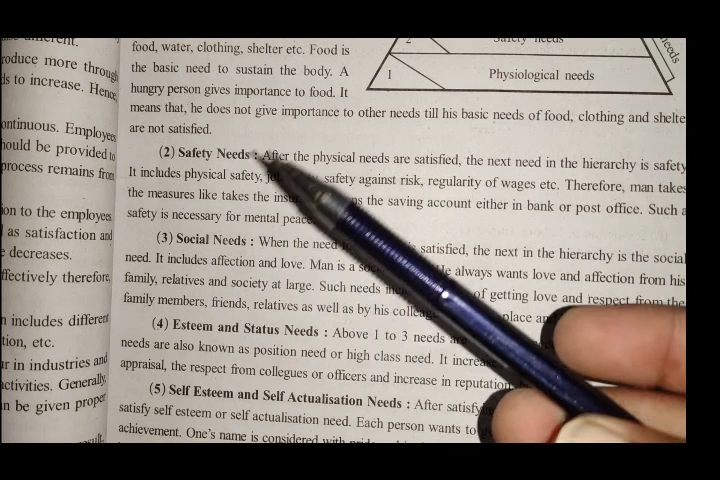 different.
roduce more through
ds to increase. Hence,
ontinuous. Employees
hould be provided to
process remains from
ion to the employees
as satisfaction and
e decreases.
ffectively therefore,
n includes different
tion, etc.
ur in industries and
activities. Generally,
an be given proper
result.
2 Safety needs
1 Physiological needs
needs
food, water, clothing, shelter etc. Food is
the basic need to sustain the body. A
hungry person gives importance to food. It
means that, he does not give importance to other needs till his basic needs of food, clothing and shelte
are not satisfied.
(2) Safety Needs : After the physical needs are satisfied, the next need in the hierarchy is safety
It includes physical safety, safety against risk, regularity of wages etc. Therefore, man takes
the measures like takes the the saving account either in bank or post office. Such a
safety is necessary for mental peace.
(3) Social Needs : When the need satisfied, the next in the hierarchy is the social
need. It includes affection and love. Man is a He always wants love and affection from his
family, relatives and society at large. Such needs of getting love and respect from the
family members, friends, relatives as well as by his place
(4) Esteem and Status Needs : Above 1 to 3 needs
needs are also known as position need or high class need. It
appraisal, the respect from collegues or officers and increase in reputation
(5) Self Esteem and Self Actualisation Needs : After
satisfy self esteem or self actualisation need. Each person wants to
achievement. One's name is considered with